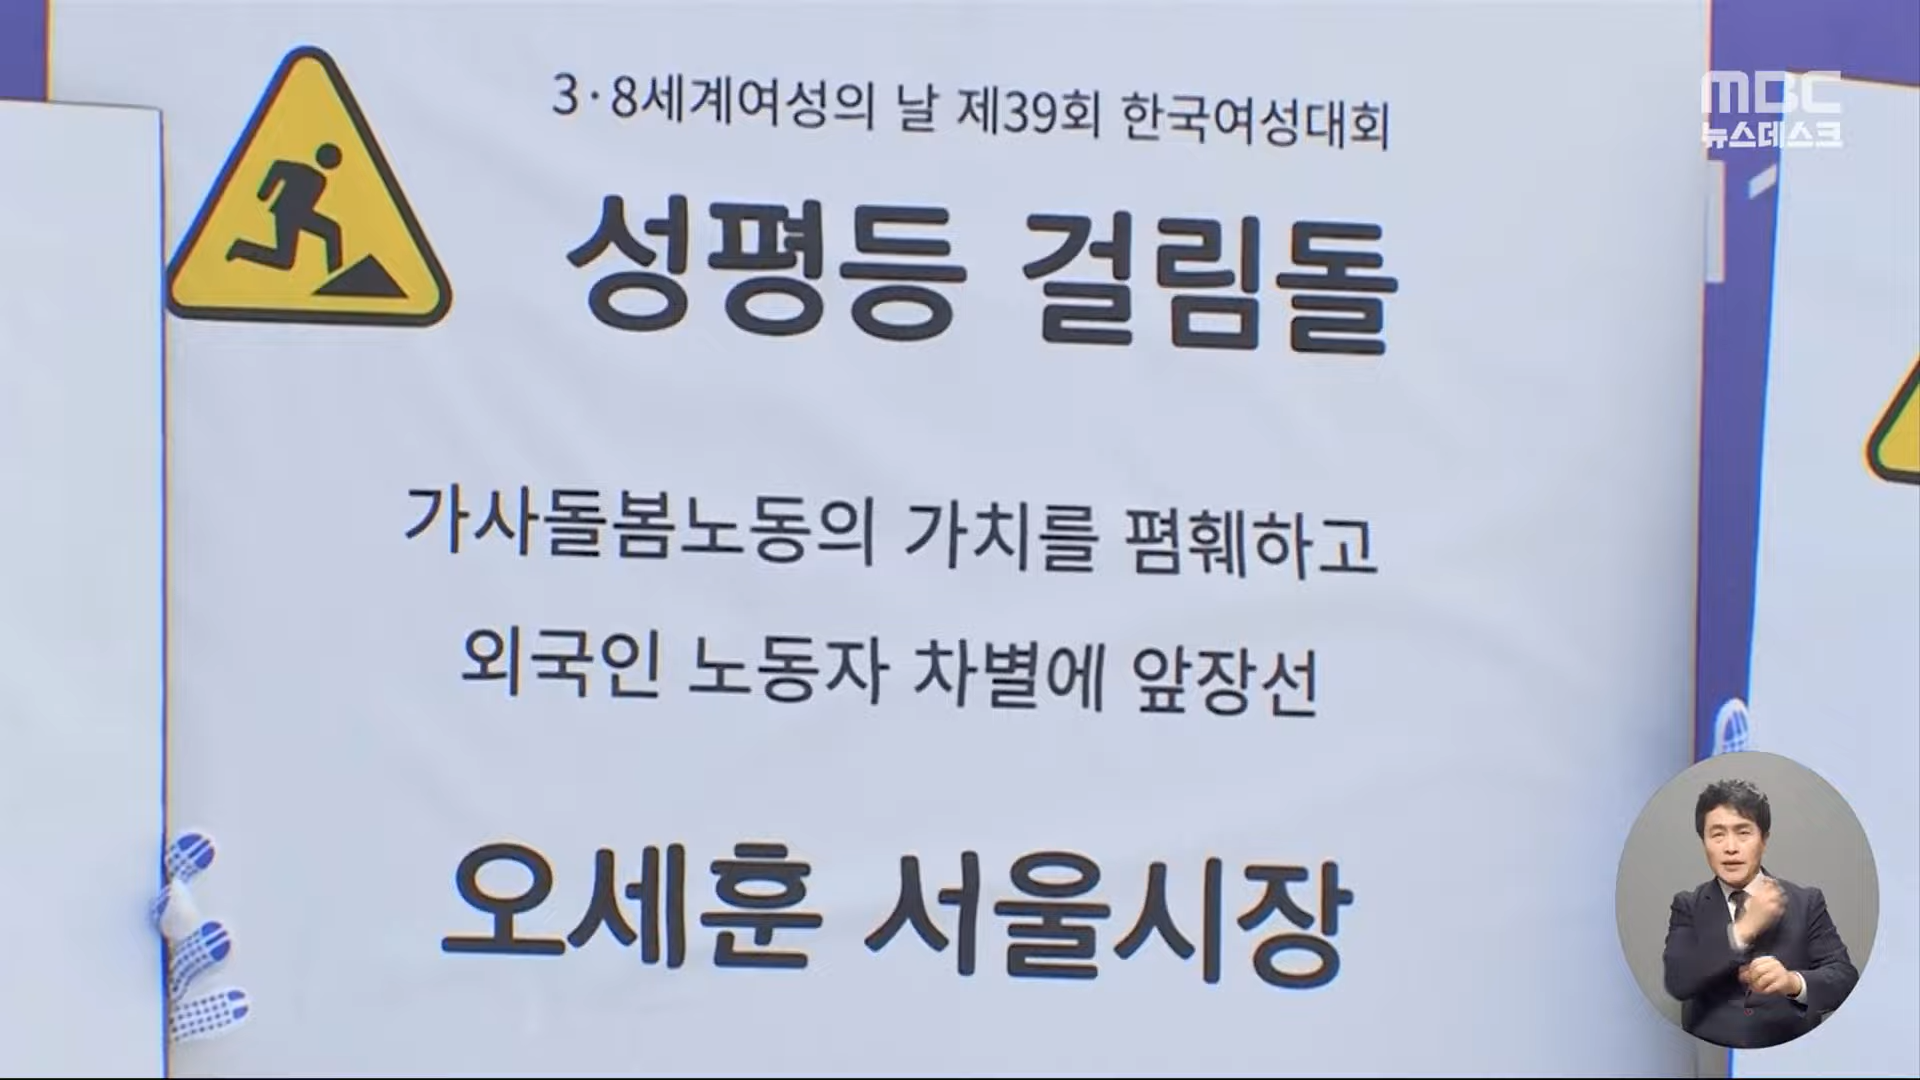 3·8세계여성의 날 제39회 한국여성대회
MBC
뉴스데스크
성평등 걸림돌
가사돌봄노동의 가치를 폄훼하고
외국인 노동자 차별에 앞장선
오세훈 서울시장